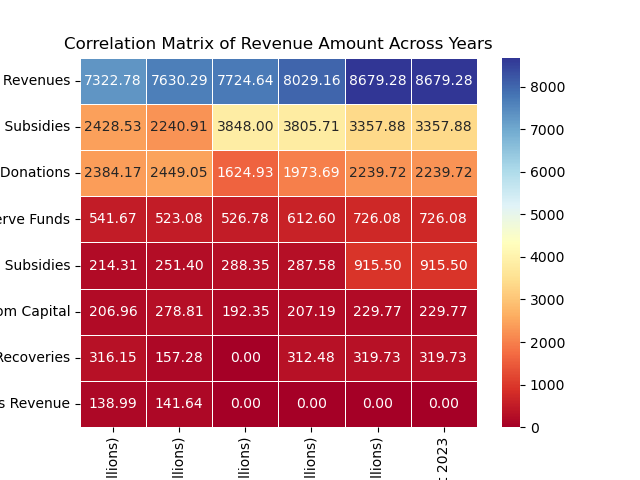 Correlation Matrix of Revenue Amount Across Years
Revenues 7322.78 7630.29 7724.64 8029.16 8679.28 8679.28
Subsidies 2428.53 2240.91 3848.00 3805.71 3357.88 3357.88
Donations 2384.17 2449.05 1624.93 1973.69 2239.72 2239.72
erve Funds 541.67 523.08 526.78 612.60 726.08 726.08
Subsidies 214.31 251.40 288.35 287.58 915.50 915.50
om Capital 206.96 278.81 192.35 207.19 229.77 229.77
Recoveries 316.15 157.28 0.00 312.48 319.73 319.73
s Revenue 138.99 141.64 0.00 0.00 0.00 0.00
llions)
llions)
llions)
llions)
llions)
2023
8000
7000
6000
5000
4000
3000
2000
1000
0